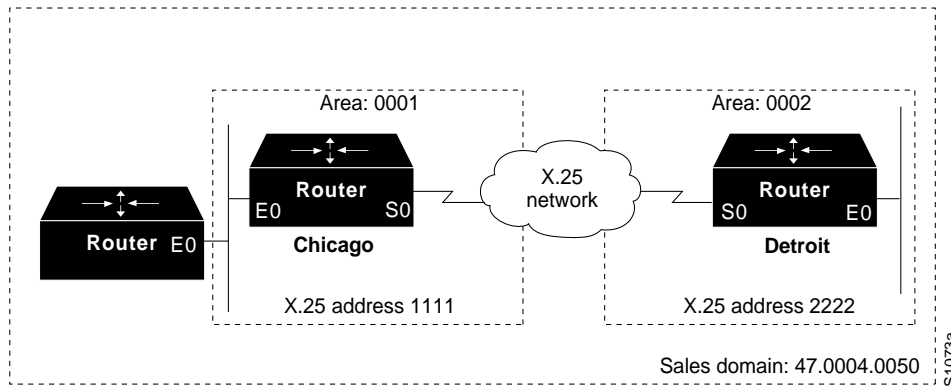 Area: 0001
Area: 0002
Router
E0
S0
Chicago
X.25
network
Router
S0
E0
Detroit
Router
E0
X.25 address 1111
X.25 address 2222
Sales domain: 47.0004.0050